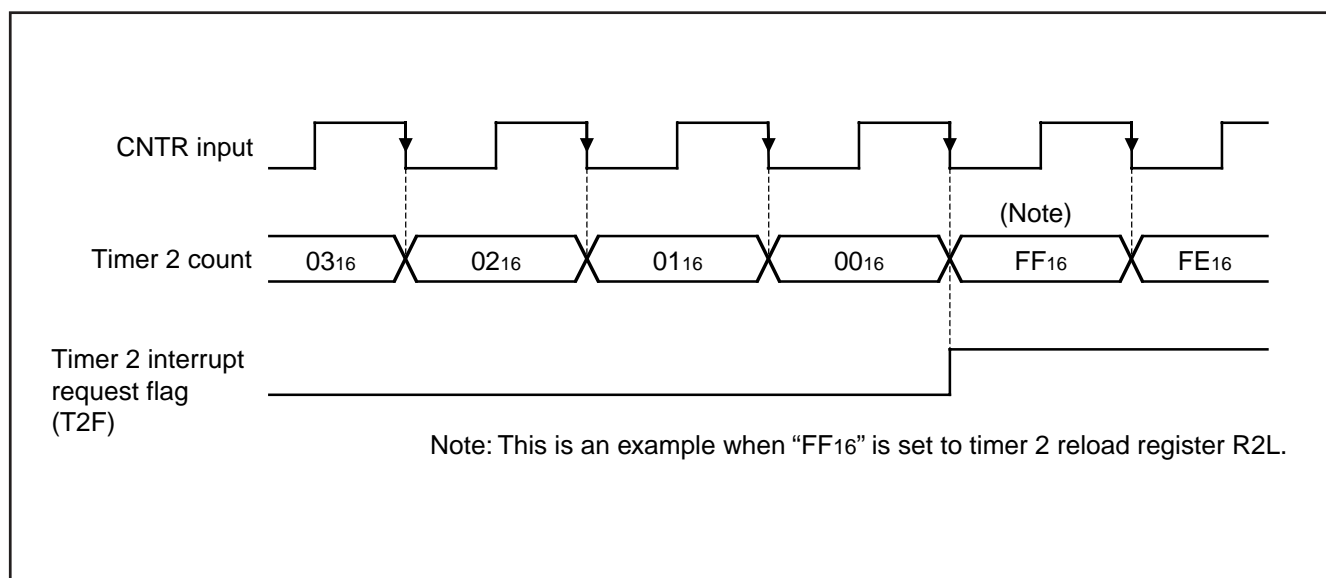 CNTR input
(Note)
Timer 2 count 0316 0216 0116 0016 FF16 FE16
Timer 2 interrupt
request flag
(T2F)
Note: This is an example when “FF16” is set to timer 2 reload register R2L.